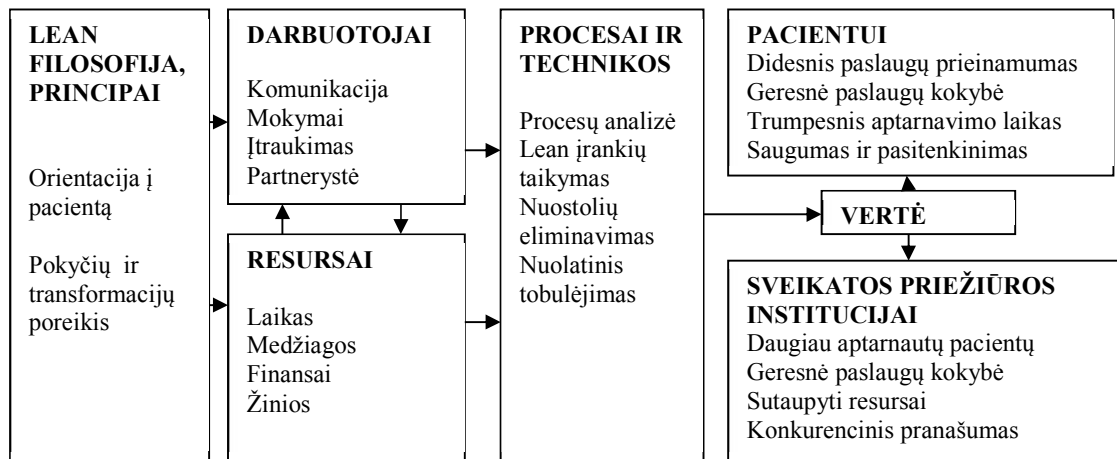 LEAN
FILOSOFIJA,
PRINCIPAI
Orientacija į
pacientą
Pokyčių ir
transformacijų
poreikis
DARBUOTOJAI
Komunikacija
Mokymai
Įtraukimas
Partnerystė
RESURSAI
Laikas
Medžiagos
Finansai
Žinios
PROCESAI IR
TECHNIKOS
Procesų analizė
Lean įrankių
taikymas
Nuostolių
eliminavimas
Nuolatinis
tobulėjimas
PACIENTUI
Didesnis paslaugų prieinamumas
Geresnė paslaugų kokybė
Trumpesnis aptarnavimo laikas
Saugumas ir pasitenkinimas
VERTĖ
SVEIKATOS PRIEŽIŪROS
INSTITUCIJAI
Daugiau aptarnautų pacientų
Geresnė paslaugų kokybė
Sutaupyti resursai
Konkurencinis pranašumas